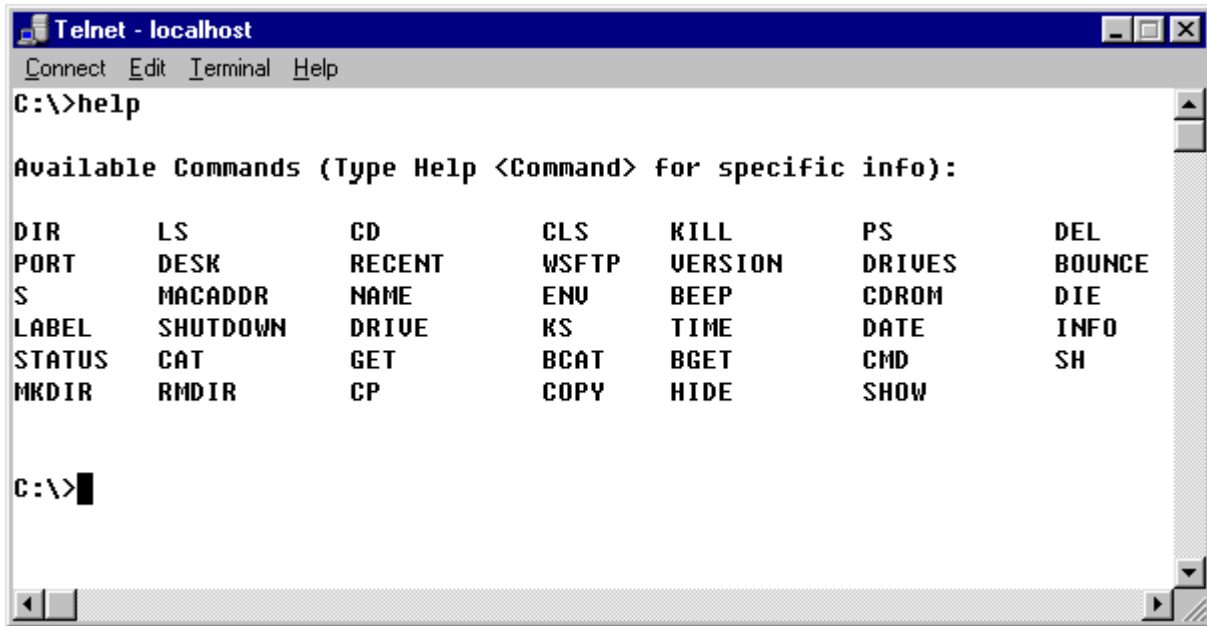 Telnet - localhost
Connect Edit Terminal Help
C:\>help
Available Commands (Type Help <Command> for specific info):
DIR LS CD CLS KILL PS DEL
PORT DESK RECENT WSFTP VERSION DRIVES BOUNCE
S MACADDR NAME ENV BEEP CDROM DIE
LABEL SHUTDOWN DRIVE KS TIME DATE INFO
STATUS CAT GET BCAT BGET CMD SH
MKDIR RMDIR CP COPY HIDE SHOW
C:\>